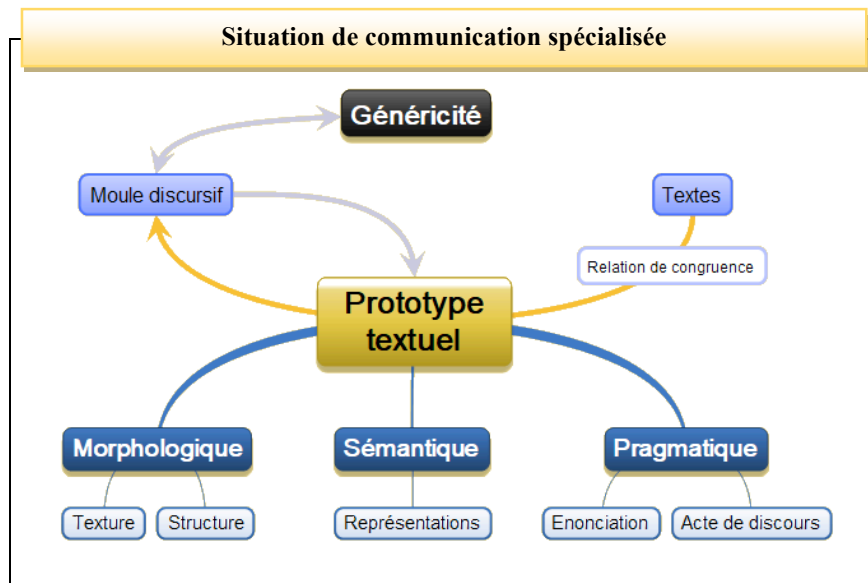 Situation de communication spécialisée
Généricité
Moule discursif
Textes
Relation de congruence
Prototype
textuel
Morphologique
Sémantique
Pragmatique
Texture
Structure
Représentations
Enonciation
Acte de discours